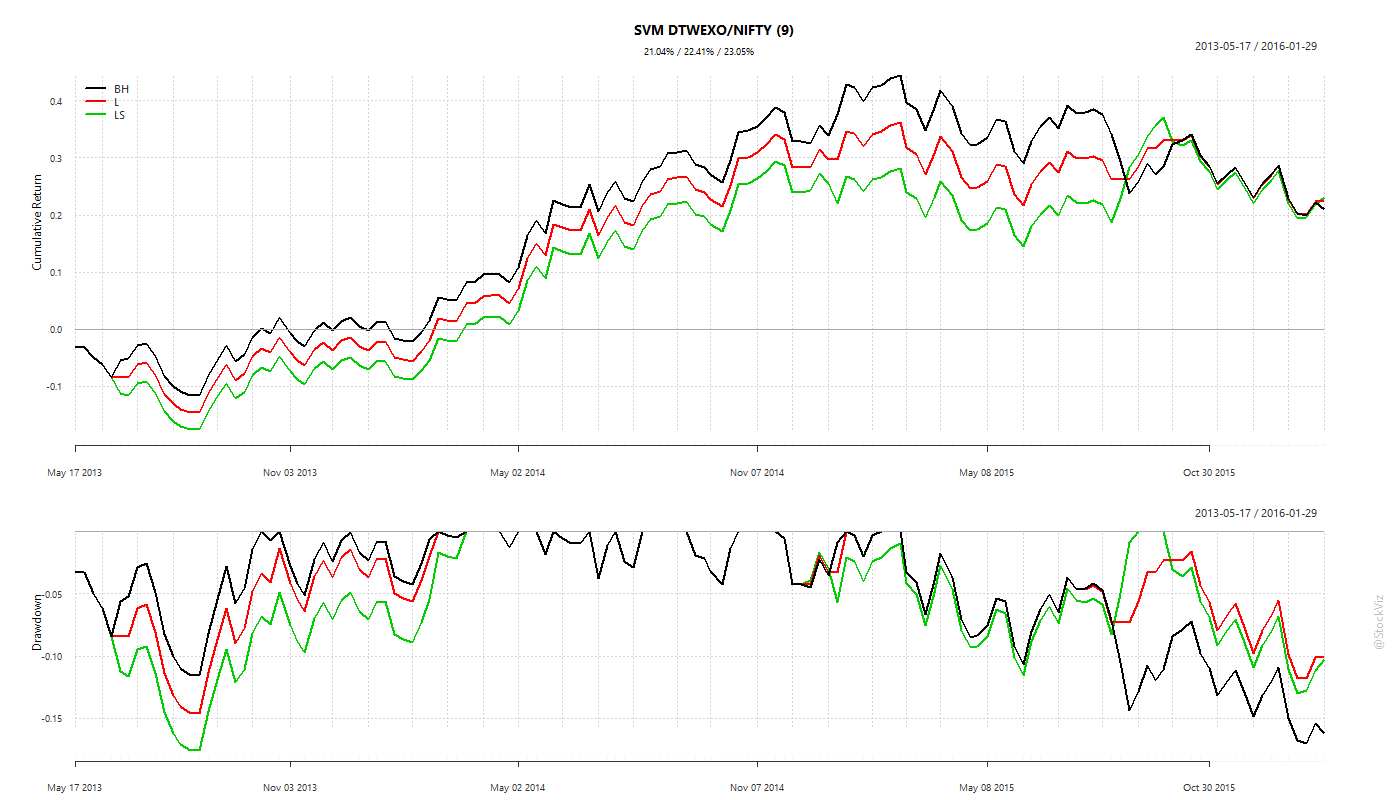 SVM DTWEXO/NIFTY (9)
21.04% / 22.41% / 23.05%
2013-05-17 / 2016-01-29
BH
L
LS
Cumulative Return
0.4
0.3
0.2
0.1
0.0
-0.1
May 17 2013 Nov 03 2013 May 02 2014 Nov 07 2014 May 08 2015 Oct 30 2015
2013-05-17 / 2016-01-29
Drawdown
-0.05
-0.10
-0.15
May 17 2013 Nov 03 2013 May 02 2014 Nov 07 2014 May 08 2015 Oct 30 2015
@StockViz